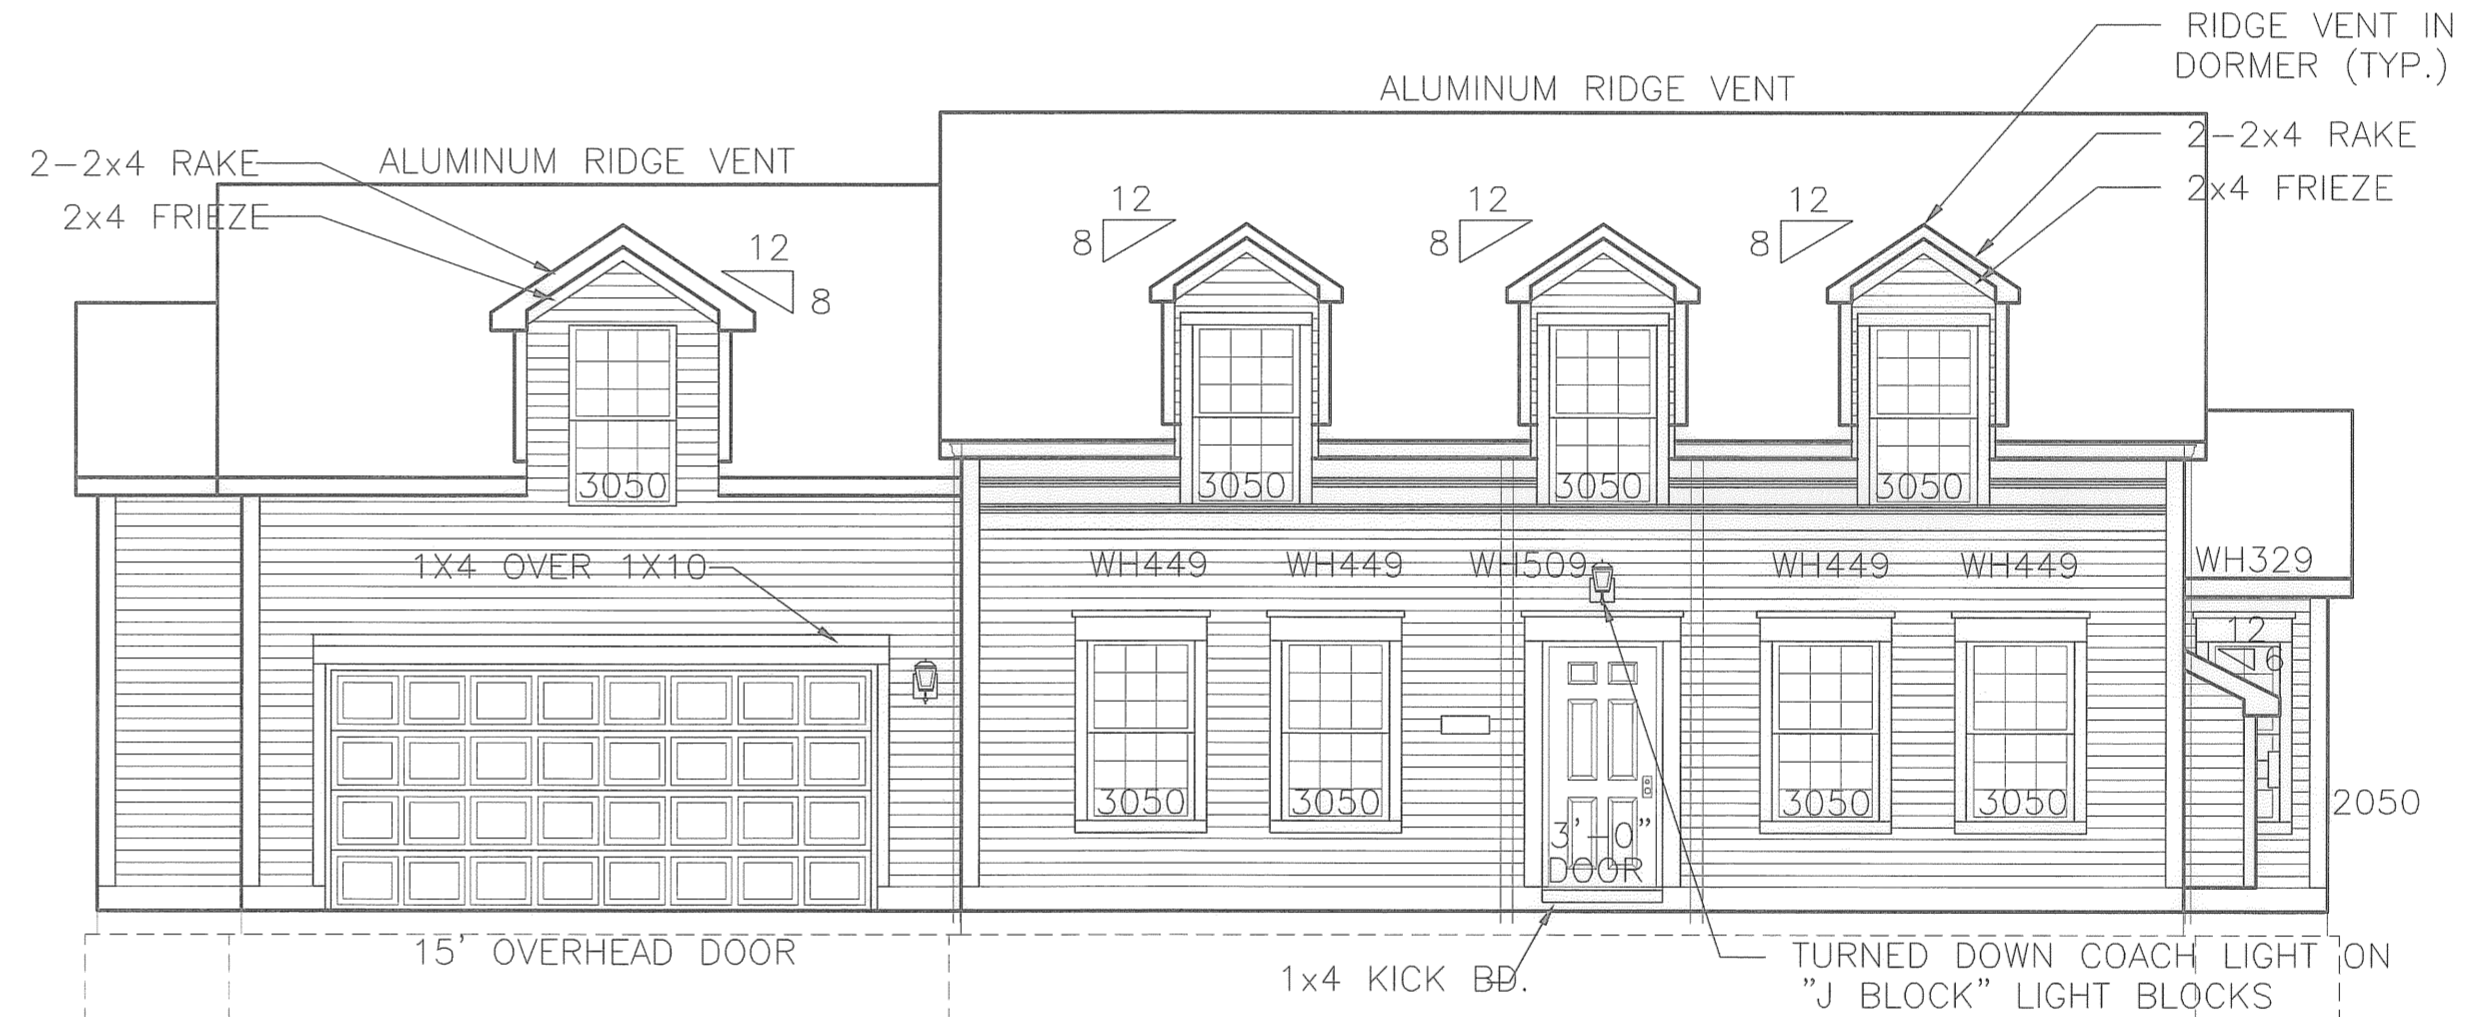 RIDGE VENT IN
DORMER (TYP.)
ALUMINUM RIDGE VENT
2-2x4 RAKE
2-2x4 RAKE
ALUMINUM RIDGE VENT
2x4 FRIEZE
2x4 FRIEZE
12
8
12
8
12
8
12
8
3050
3050
3050
3050
1X4 OVER 1X10
WH449
WH449
WH509
WH449
WH449
WH329
12
6
3050
3050
3050
3050
2050
3'-0"
DOOR
15' OVERHEAD DOOR
1x4 KICK BD.
TURNED DOWN COACH LIGHT ON
"J BLOCK" LIGHT BLOCKS